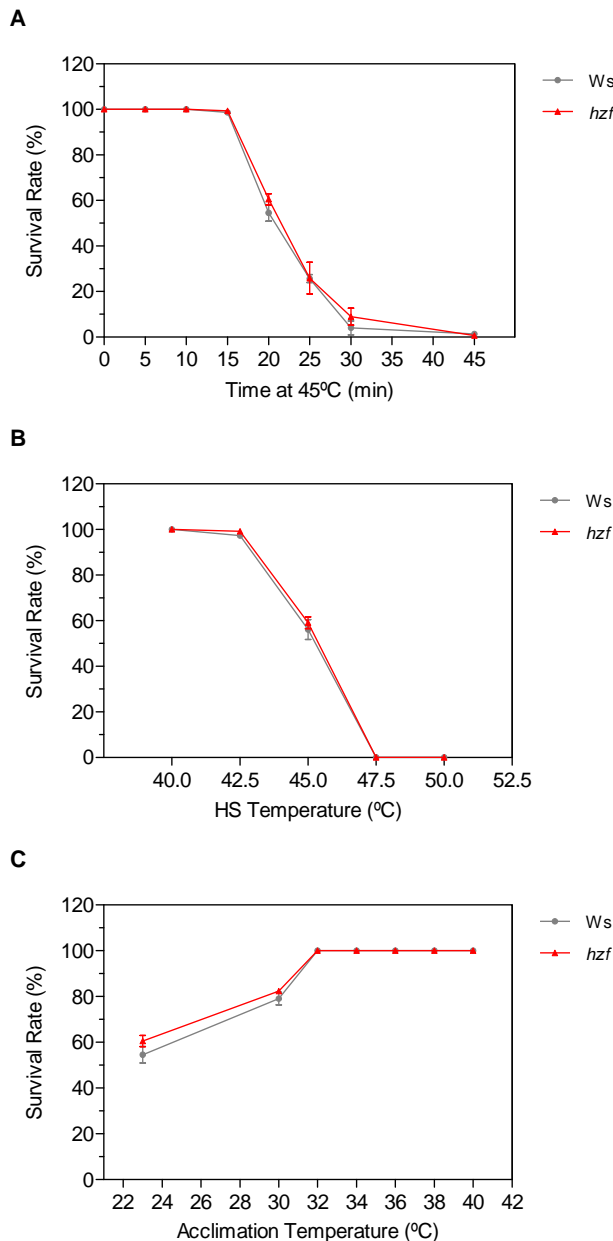 A
120
100
80
60
40
20
0
Survival Rate (%)
0 5 10 15 20 25 30 35 40 45
Time at 45ºC (min)
Ws
hzf
B
120
100
80
60
40
20
0
Survival Rate (%)
40.0 42.5 45.0 47.5 50.0 52.5
HS Temperature (ºC)
Ws
hzf
C
120
100
80
60
40
20
0
Survival Rate (%)
22 24 26 28 30 32 34 36 38 40 42
Acclimation Temperature (ºC)
Ws
hzf